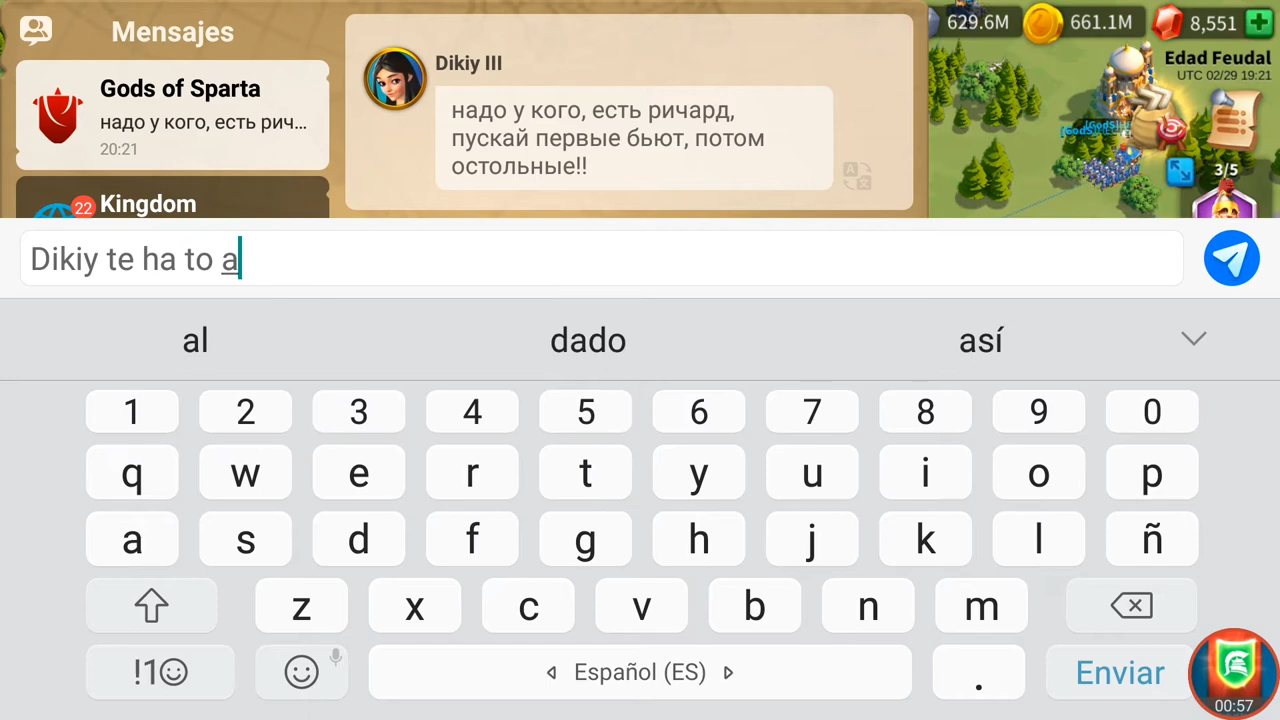 Mensajes
Gods of Sparta
надо у кого, есть рич...
20:21
22
Kingdom
Dikiy III
надо у кого, есть ричард,
пускай первые бьют, потом
остольные!!
629.6M
661.1M
8,551
Edad Feudal
UTC 02/29 19:21
3/5
Dikiy te ha to a
al
dado
así
1 2 3 4 5 6 7 8 9 0
q w e r t y u i o p
a s d f g h j k l ñ
z x c v b n m
!1
Español (ES)
.
Enviar
00:57